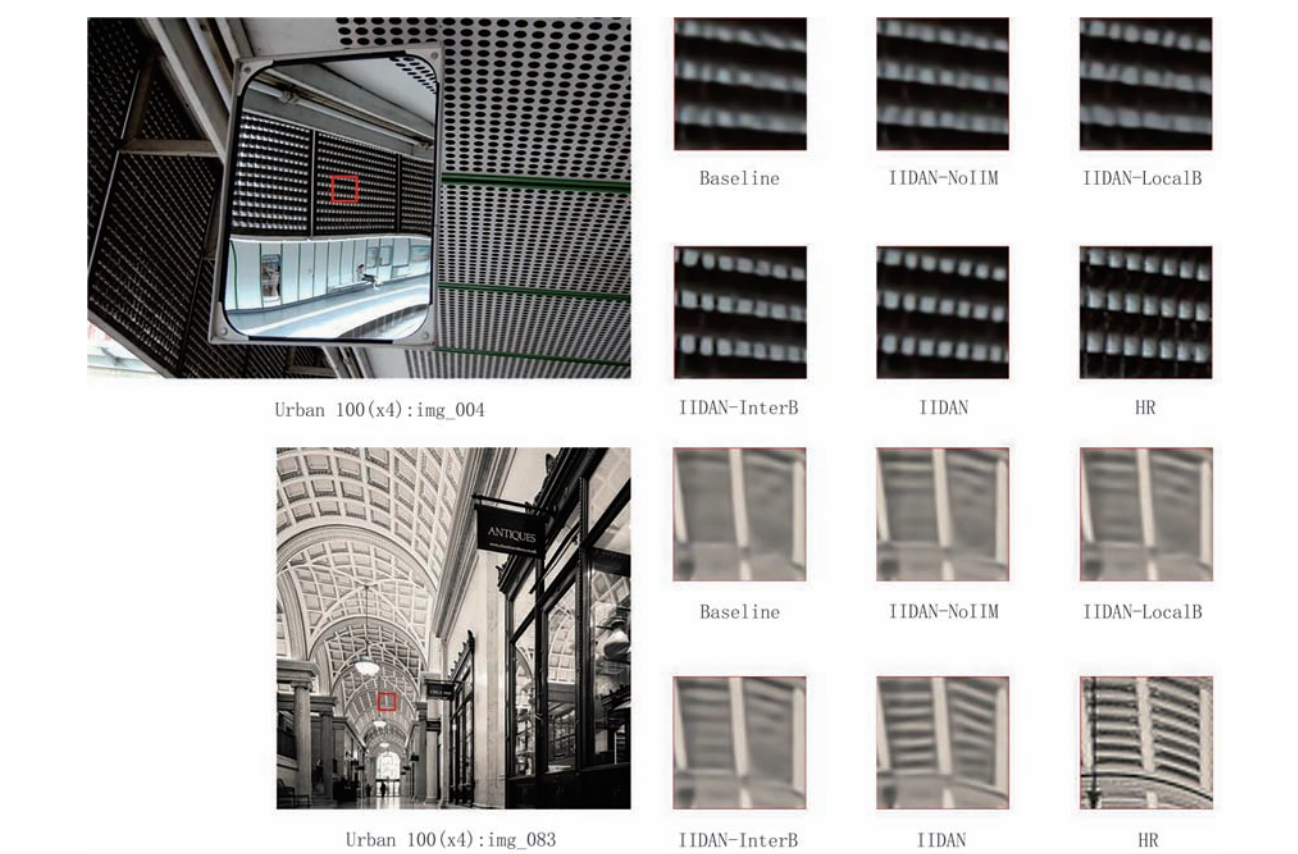 Baseline
IIDAN-NoIIM
IIDAN-LocalB
IIDAN-InterB
IIDAN
HR
Urban 100(x4):img_004
ANTIQUES
Baseline
IIDAN-NoIIM
IIDAN-LocalB
IIDAN-InterB
IIDAN
HR
Urban 100(x4):img_083